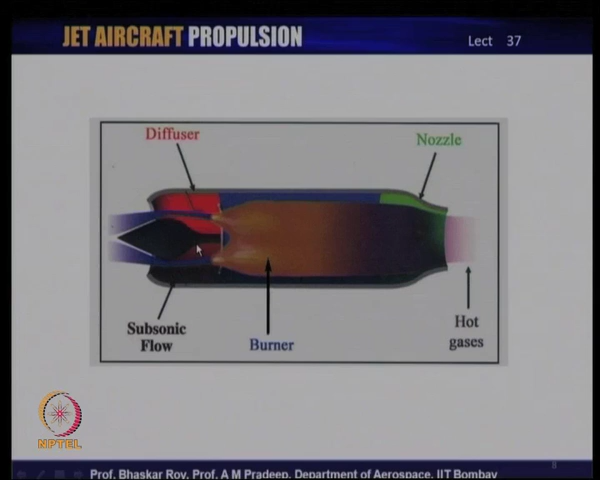 JET AIRCRAFT PROPULSION
Lect 37
Diffuser
Nozzle
Subsonic
Flow
Burner
Hot
gases
NPTEL
8
Prof. Bhaskar Roy, Prof. A M Pradeep, Department of Aerospace, IIT Bombay